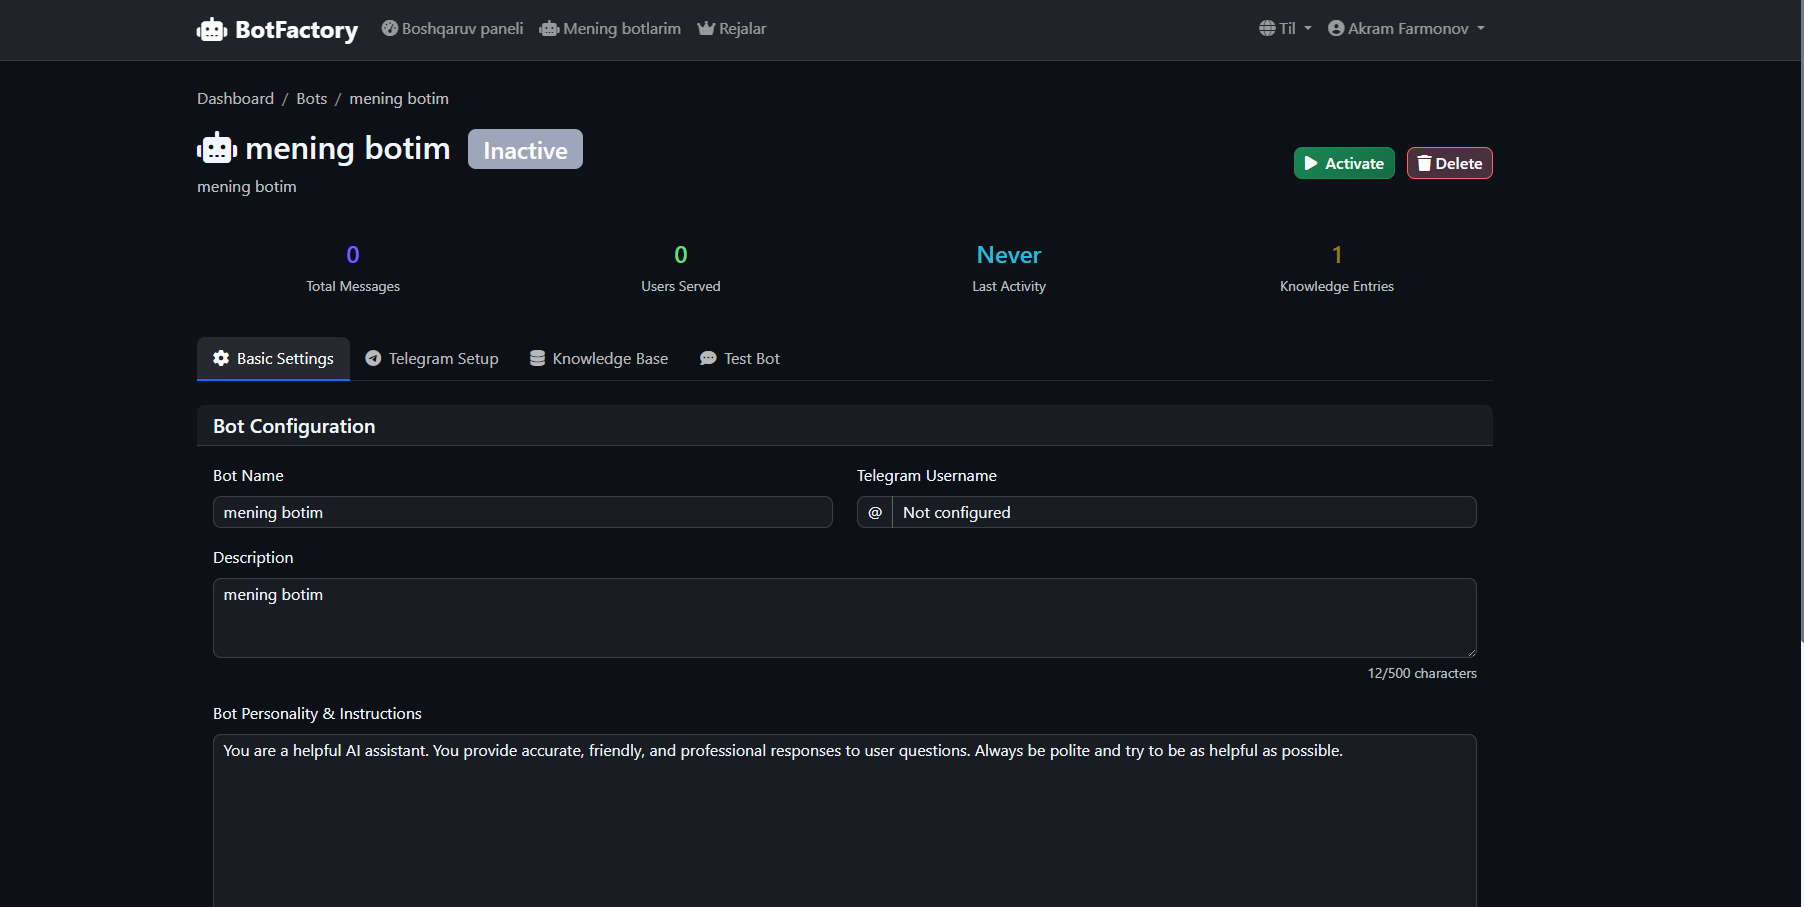 BotFactory Boshqaruv paneli Mening botlarim Rejalar Til Akram Farmonov
Dashboard / Bots / mening botim
mening botim Inactive
Activate Delete
mening botim
0 0 Never 1
Total Messages Users Served Last Activity Knowledge Entries
Basic Settings Telegram Setup Knowledge Base Test Bot
Bot Configuration
Bot Name Telegram Username
mening botim @ Not configured
Description
mening botim
12/500 characters
Bot Personality & Instructions
You are a helpful AI assistant. You provide accurate, friendly, and professional responses to user questions. Always be polite and try to be as helpful as possible.